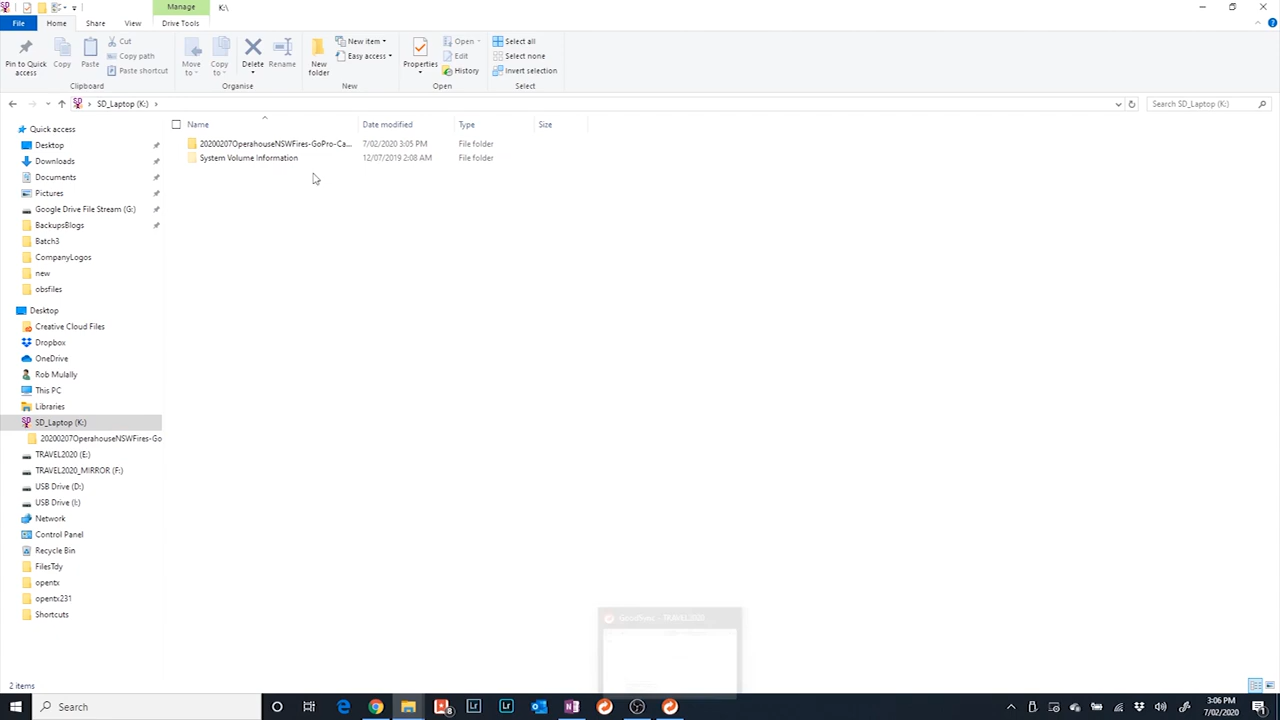 Manage
K:\
File
Home
Share
View
Drive Tools
Pin to Quick access
Copy
Paste
Cut
Copy path
Paste shortcut
Clipboard
Move to
Copy to
Delete
Rename
Organise
New folder
New item
Easy access
New
Properties
Open
Edit
History
Open
Select all
Select none
Invert selection
Select
SD_Laptop (K:)
Search SD_Laptop (K:)
Name
Date modified
Type
Size
20200207OperahouseNSWFires-GoPro-Ca... 7/02/2020 3:05 PM File folder
System Volume Information 12/07/2019 2:08 AM File folder
Quick access
Desktop
Downloads
Documents
Pictures
Google Drive File Stream (G:)
BackupsBlogs
Batch3
CompanyLogos
new
obsfiles
Desktop
Creative Cloud Files
Dropbox
OneDrive
Rob Mulally
This PC
Libraries
SD_Laptop (K:)
20200207OperahouseNSWFires-Go
TRAVEL2020 (E:)
TRAVEL2020_MIRROR (F:)
USB Drive (D:)
USB Drive (I:)
Network
Control Panel
Recycle Bin
FilesTdy
opentx
opentx231
Shortcuts
GoodSync - TRAVEL2020
2 items
Search
3:06 PM
7/02/2020